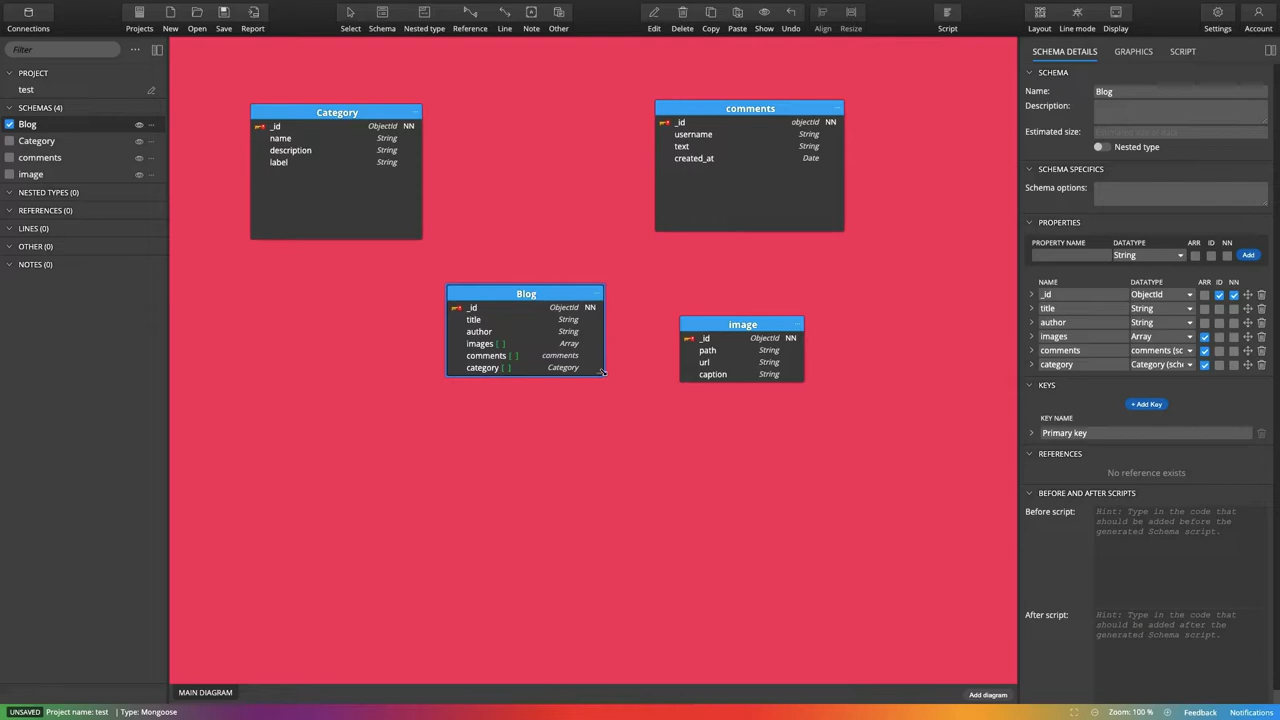 Connections
Projects New Open Save Report
Select Schema Nested type Reference Line Note Other
Edit Delete Copy Paste Show Undo Align Resize
Script
Layout Line mode Display
Settings Account
Filter
PROJECT
test
SCHEMAS (4)
Blog
Category
comments
image
NESTED TYPES (0)
REFERENCES (0)
LINES (0)
OTHER (0)
NOTES (0)
Category
_id ObjectId NN
name String
description String
label String
comments
_id objectId NN
username String
text String
created_at Date
Blog
_id ObjectId NN
title String
author String
images [ ] Array
comments [ ] comments
category [ ] Category
image
_id ObjectId NN
path String
url String
caption String
MAIN DIAGRAM
Add diagram
SCHEMA DETAILS GRAPHICS SCRIPT
SCHEMA
Name: Blog
Description:
Estimated size:
Nested type
SCHEMA SPECIFICS
Schema options:
PROPERTIES
PROPERTY NAME DATATYPE ARR ID NN
String Add
NAME DATATYPE ARR ID NN
_id ObjectId
title String
author String
images Array
comments comments (sc
category Category (sche
KEYS
+ Add Key
KEY NAME
Primary key
REFERENCES
No reference exists
BEFORE AND AFTER SCRIPTS
Before script: Hint: Type in the code that
should be added before the
generated Schema script.
After script: Hint: Type in the code that
should be added after the
generated Schema script.
UNSAVED Project name: test | Type: Mongoose
Zoom: 100 % Feedback Notifications